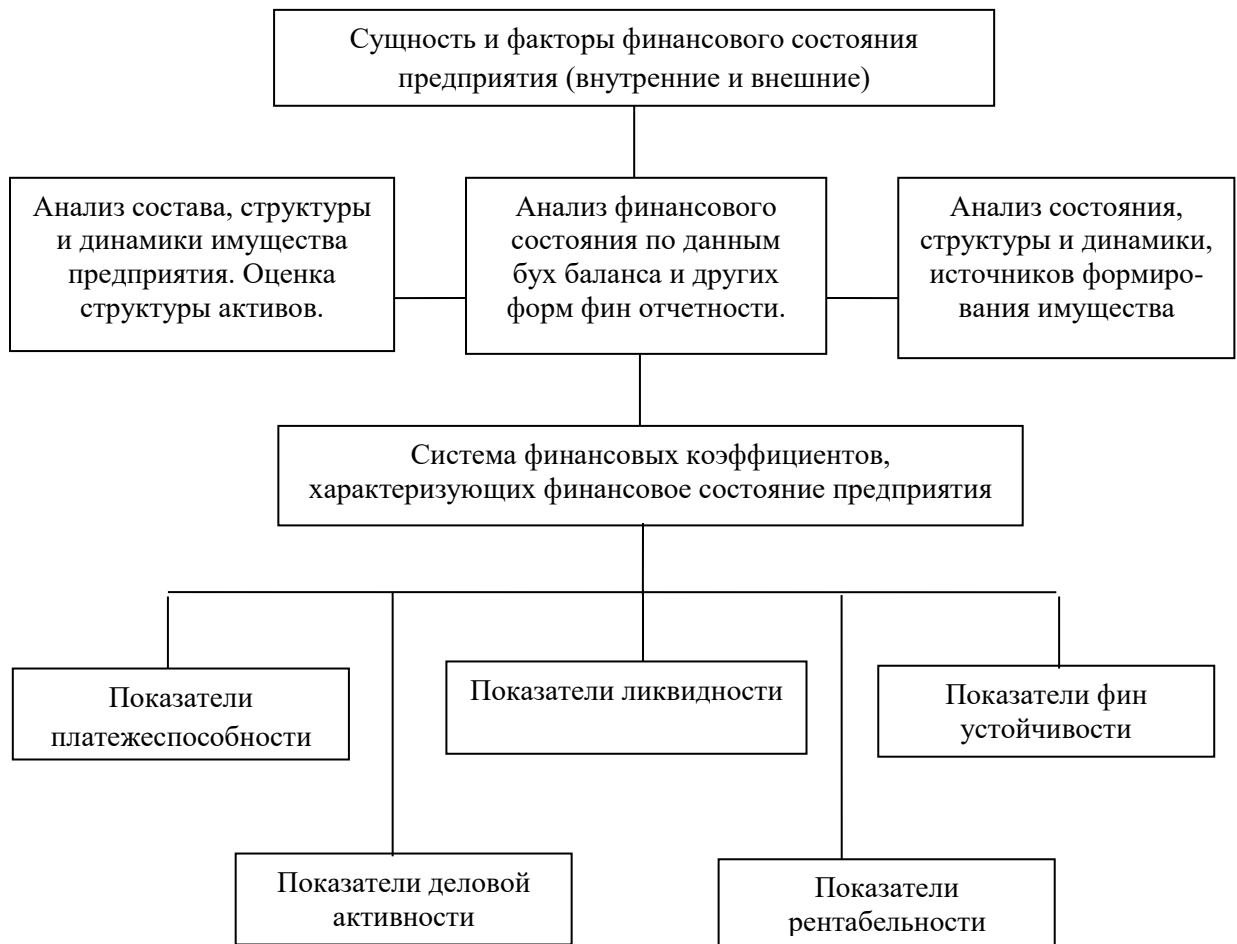 Сущность и факторы финансового состояния
предприятия (внутренние и внешние)
Анализ состава, структуры
и динамики имущества
предприятия. Оценка
структуры активов.
Анализ финансового
состояния по данным
бух баланса и других
форм фин отчетности.
Анализ состояния,
структуры и динамики,
источников формиро-
вания имущества
Система финансовых коэффициентов,
характеризующих финансовое состояние предприятия
Показатели
платежеспособности
Показатели ликвидности
Показатели фин
устойчивости
Показатели деловой
активности
Показатели
рентабельности